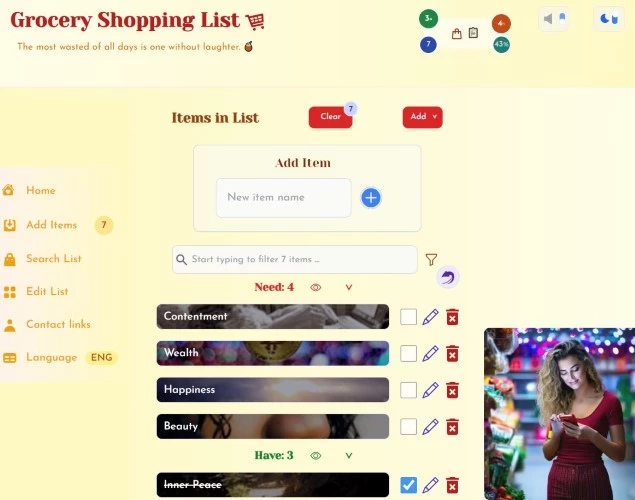 Grocery Shopping List
The most wasted of all days is one without laughter.
3+
4-
7
43%
Items in List
Clear
7
Add
Add Item
New item name
Home
Add Items
7
Search List
Edit List
Contact links
Language
ENG
Start typing to filter 7 items ...
Need: 4
Contentment
Wealth
Happiness
Beauty
Have: 3
Inner Peace